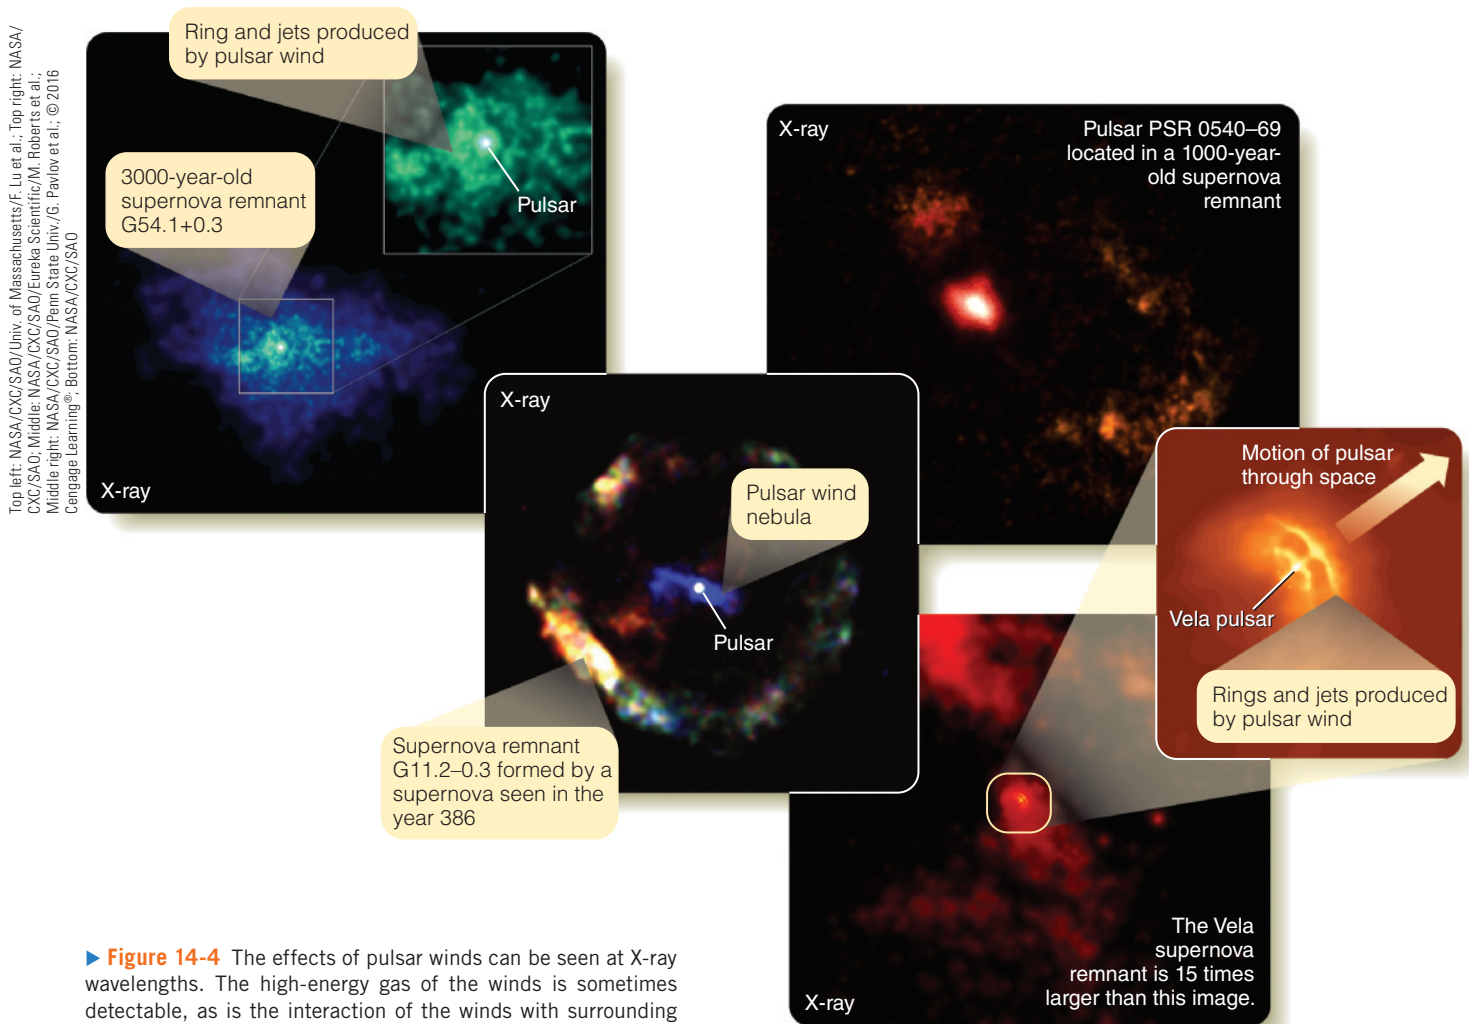 Top left: NASA/CXC/SAO/Univ. of Massachusetts/F. Lu et al.; Top right: NASA/
CXC/SAO; Middle: NASA/CXC/SAO/Eureka Scientific/M. Roberts et al.;
Middle right: NASA/CXC/SAO/Penn State Univ./G. Pavlov et al.; © 2016
Cengage Learning®; Bottom: NASA/CXC/SAO
Ring and jets produced
by pulsar wind
3000-year-old
supernova remnant
G54.1+0.3
Pulsar
X-ray
X-ray
Pulsar PSR 0540–69
located in a 1000-year-
old supernova
remnant
X-ray
Pulsar wind
nebula
Pulsar
Supernova remnant
G11.2–0.3 formed by a
supernova seen in the
year 386
Motion of pulsar
through space
Vela pulsar
Rings and jets produced
by pulsar wind
The Vela
supernova
remnant is 15 times
larger than this image.
X-ray
▶ Figure 14-4 The effects of pulsar winds can be seen at X-ray
wavelengths. The high-energy gas of the winds is sometimes
detectable, as is the interaction of the winds with surrounding